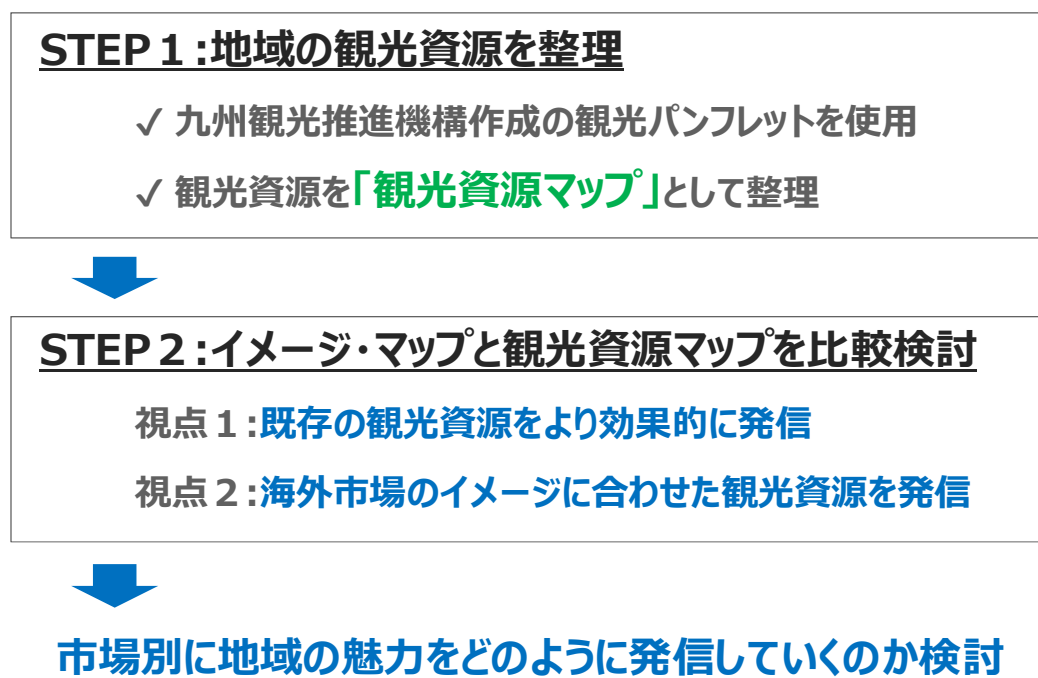 STEP１:地域の観光資源を整理
✓ 九州観光推進機構作成の観光パンフレットを使用
✓ 観光資源を「観光資源マップ」として整理
STEP２:イメージ・マップと観光資源マップを比較検討
視点１:既存の観光資源をより効果的に発信
視点２:海外市場のイメージに合わせた観光資源を発信
市場別に地域の魅力をどのように発信していくのか検討